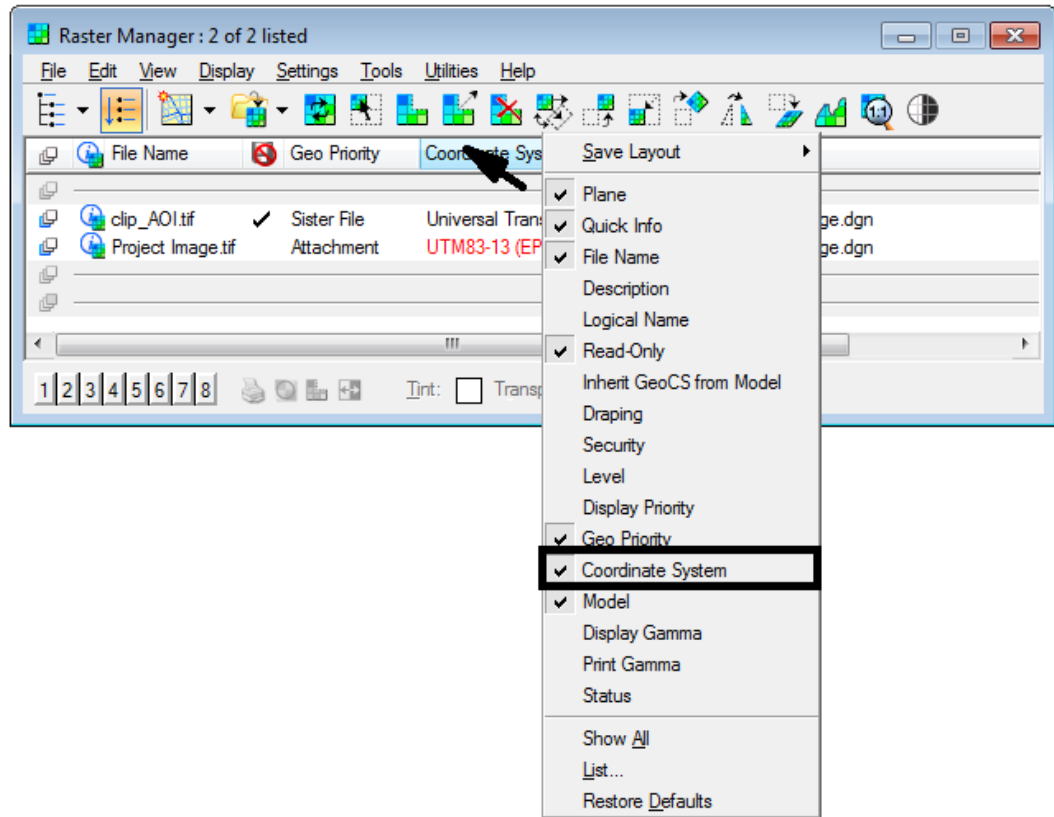 Raster Manager : 2 of 2 listed
File Edit View Display Settings Tools Utilities Help
1:1
File Name Geo Priority Coordinate Sys
clip_AOI.tif Sister File Universal Trans ge.dgn
Project Image.tif Attachment UTM83-13 (EP ge.dgn
1 2 3 4 5 6 7 8 Tint: Transp
Save Layout
Plane
Quick Info
File Name
Description
Logical Name
Read-Only
Inherit GeoCS from Model
Draping
Security
Level
Display Priority
Geo Priority
Coordinate System
Model
Display Gamma
Print Gamma
Status
Show All
List...
Restore Defaults